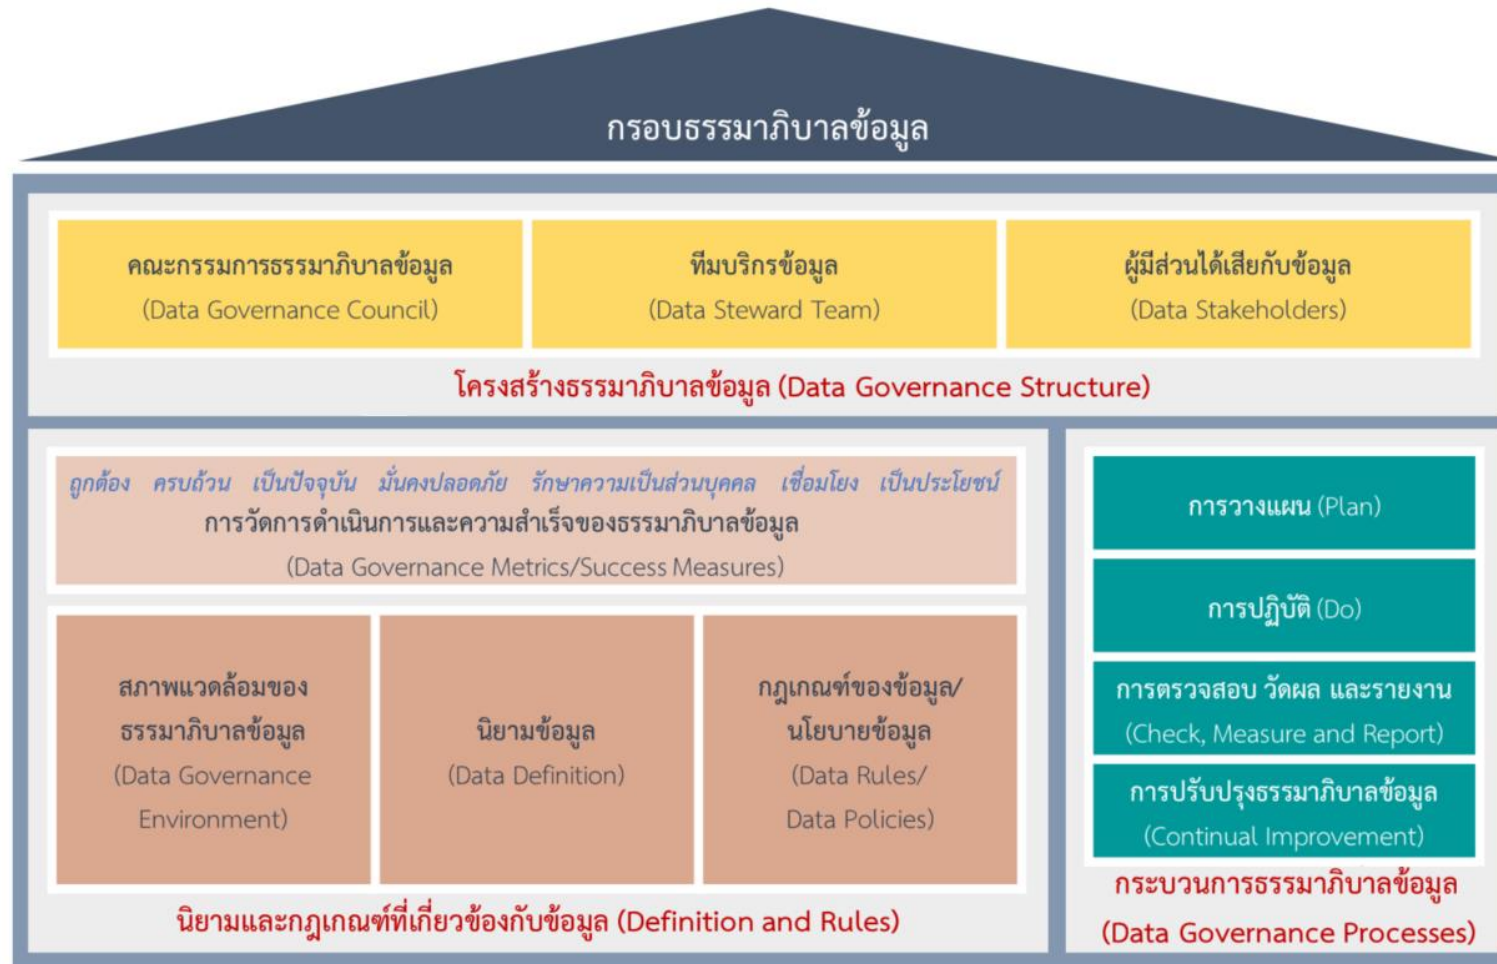 กรอบธรรมาภิบาลข้อมูล
คณะกรรมการธรรมาภิบาลข้อมูล
(Data Governance Council)
ทีมบริกรข้อมูล
(Data Steward Team)
ผู้มีส่วนได้เสียกับข้อมูล
(Data Stakeholders)
โครงสร้างธรรมาภิบาลข้อมูล (Data Governance Structure)
ถูกต้อง ครบถ้วน เป็นปัจจุบัน มั่นคงปลอดภัย รักษาความเป็นส่วนบุคคล เชื่อมโยง เป็นประโยชน์
การวัดการดำเนินการและความสำเร็จของธรรมาภิบาลข้อมูล
(Data Governance Metrics/Success Measures)
สภาพแวดล้อมของ
ธรรมาภิบาลข้อมูล
(Data Governance
Environment)
นิยามข้อมูล
(Data Definition)
กฎเกณฑ์ของข้อมูล/
นโยบายข้อมูล
(Data Rules/
Data Policies)
นิยามและกฎเกณฑ์ที่เกี่ยวข้องกับข้อมูล (Definition and Rules)
การวางแผน (Plan)
การปฏิบัติ (Do)
การตรวจสอบ วัดผล และรายงาน
(Check, Measure and Report)
การปรับปรุงธรรมาภิบาลข้อมูล
(Continual Improvement)
กระบวนการธรรมาภิบาลข้อมูล
(Data Governance Processes)